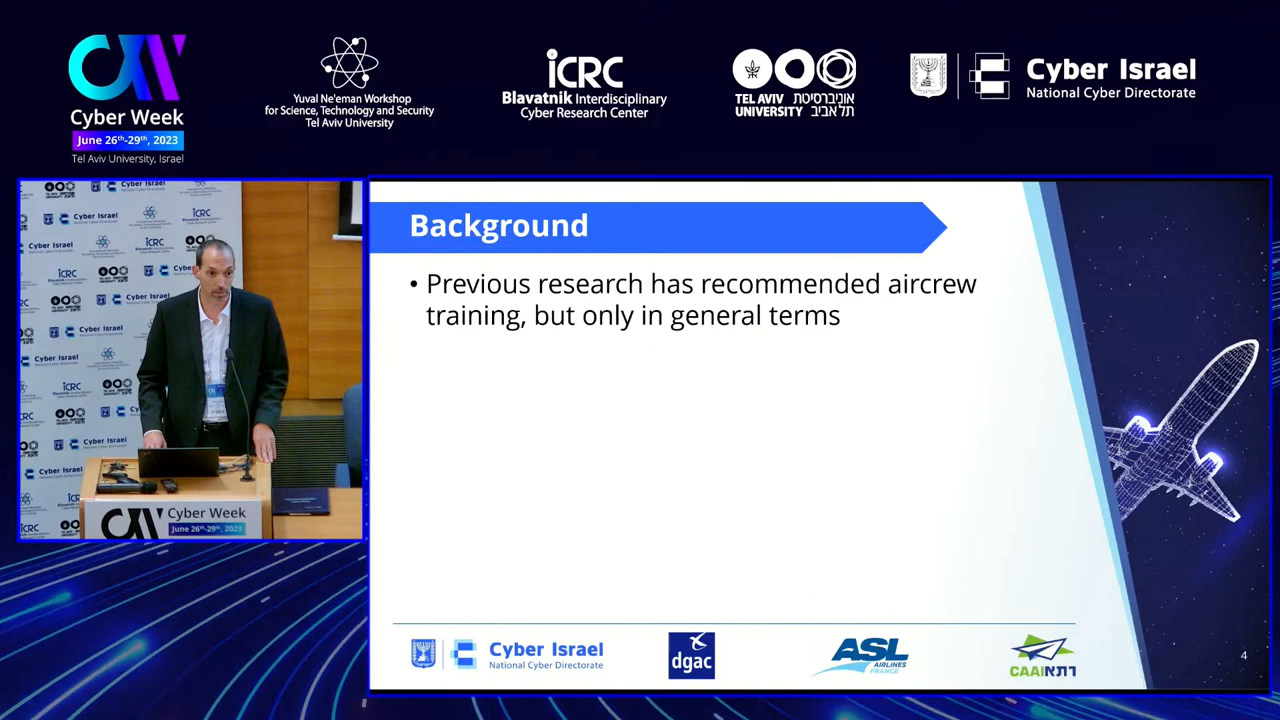 Cyber Week
June 26th-29th, 2023
Tel Aviv University, Israel
Yuval Ne'eman Workshop
for Science, Technology and Security
Tel Aviv University
iCRC
Blavatnik Interdisciplinary
Cyber Research Center
TEL AVIV אוניברסיטת
UNIVERSITY תל אביב
Cyber Israel
National Cyber Directorate
Background
• Previous research has recommended aircrew
training, but only in general terms
Cyber Week
June 26th-29th, 2023
Cyber Israel
National Cyber Directorate
dgac
ASL
AIRLINES
FRANCE
CAAI רתא
4